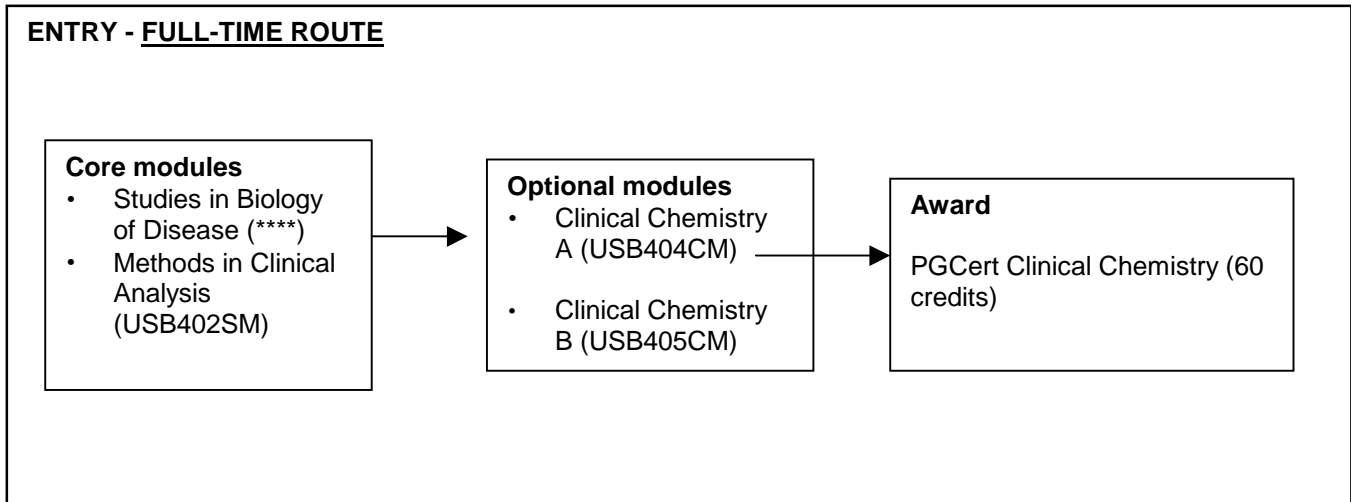 ENTRY - FULL-TIME ROUTE
Core modules
• Studies in Biology
of Disease (****)
• Methods in Clinical
Analysis
(USB402SM)
Optional modules
• Clinical Chemistry
A (USB404CM)
• Clinical Chemistry
B (USB405CM)
Award
PGCert Clinical Chemistry (60
credits)